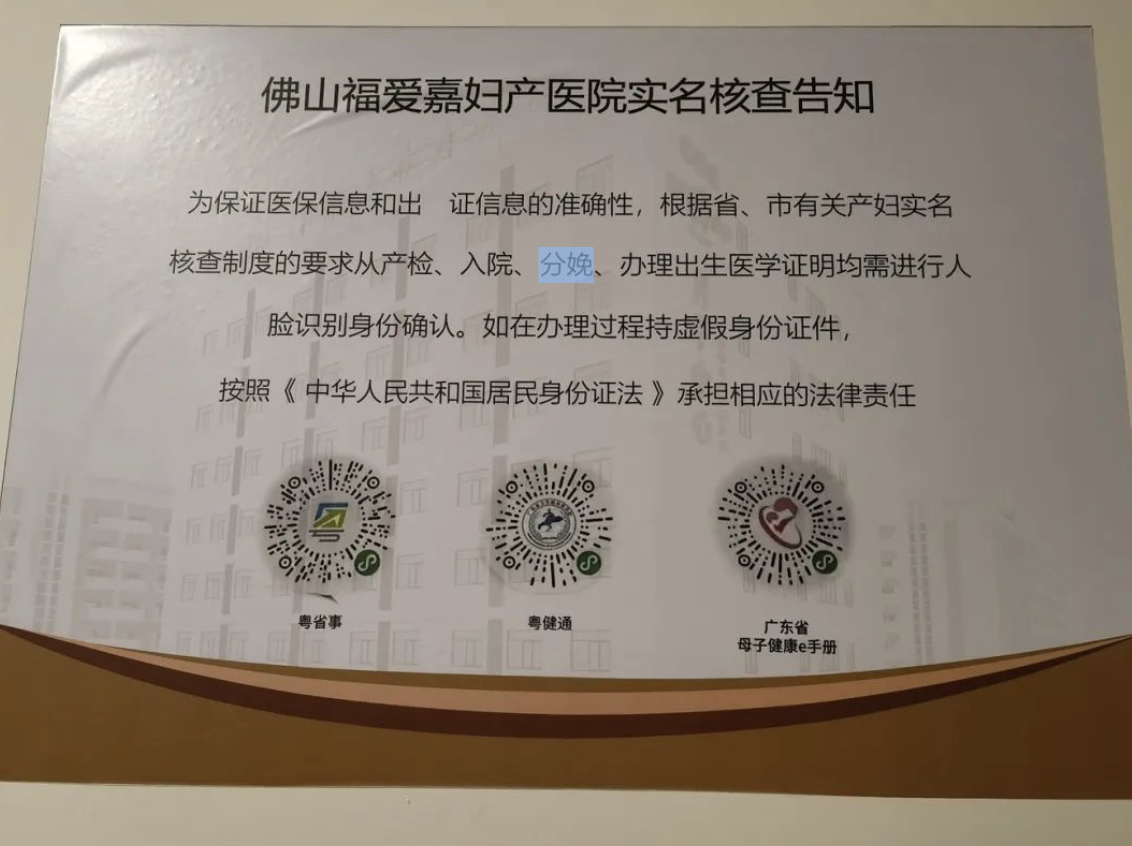 佛山福爱嘉妇产医院实名核查告知
为保证医保信息和出 证信息的准确性，根据省、市有关产妇实名
核查制度的要求从产检、入院、分娩、办理出生医学证明均需进行人
脸识别身份确认。如在办理过程持虚假身份证件，
按照《 中华人民共和国居民身份证法 》承担相应的法律责任
粤省事
粤健通
广东省
母子健康e手册